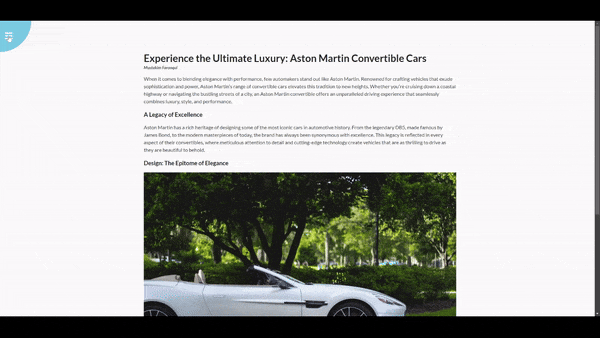 Experience the Ultimate Luxury: Aston Martin Convertible Cars
When it comes to blending elegance with performance, few automakers stand out like Aston Martin. Renowned for crafting vehicles that exude
sophistication and power, Aston Martin's range of convertible cars elevates this tradition to new heights. Whether you're cruising down a coastal
highway or navigating the bustling streets of a city, an Aston Martin convertible offers an unparalleled driving experience that seamlessly
combines luxury, style, and performance.
A Legacy of Excellence
Aston Martin has a rich heritage of designing some of the most iconic cars in automotive history. From the legendary DB5, made famous by
James Bond, to the modern masterpieces of today, the brand has always been synonymous with excellence. This legacy is reflected in every
aspect of their convertibles, where meticulous attention to detail and cutting-edge technology create vehicles that are as thrilling to drive as
they are beautiful to behold.
Design: The Epitome of Elegance